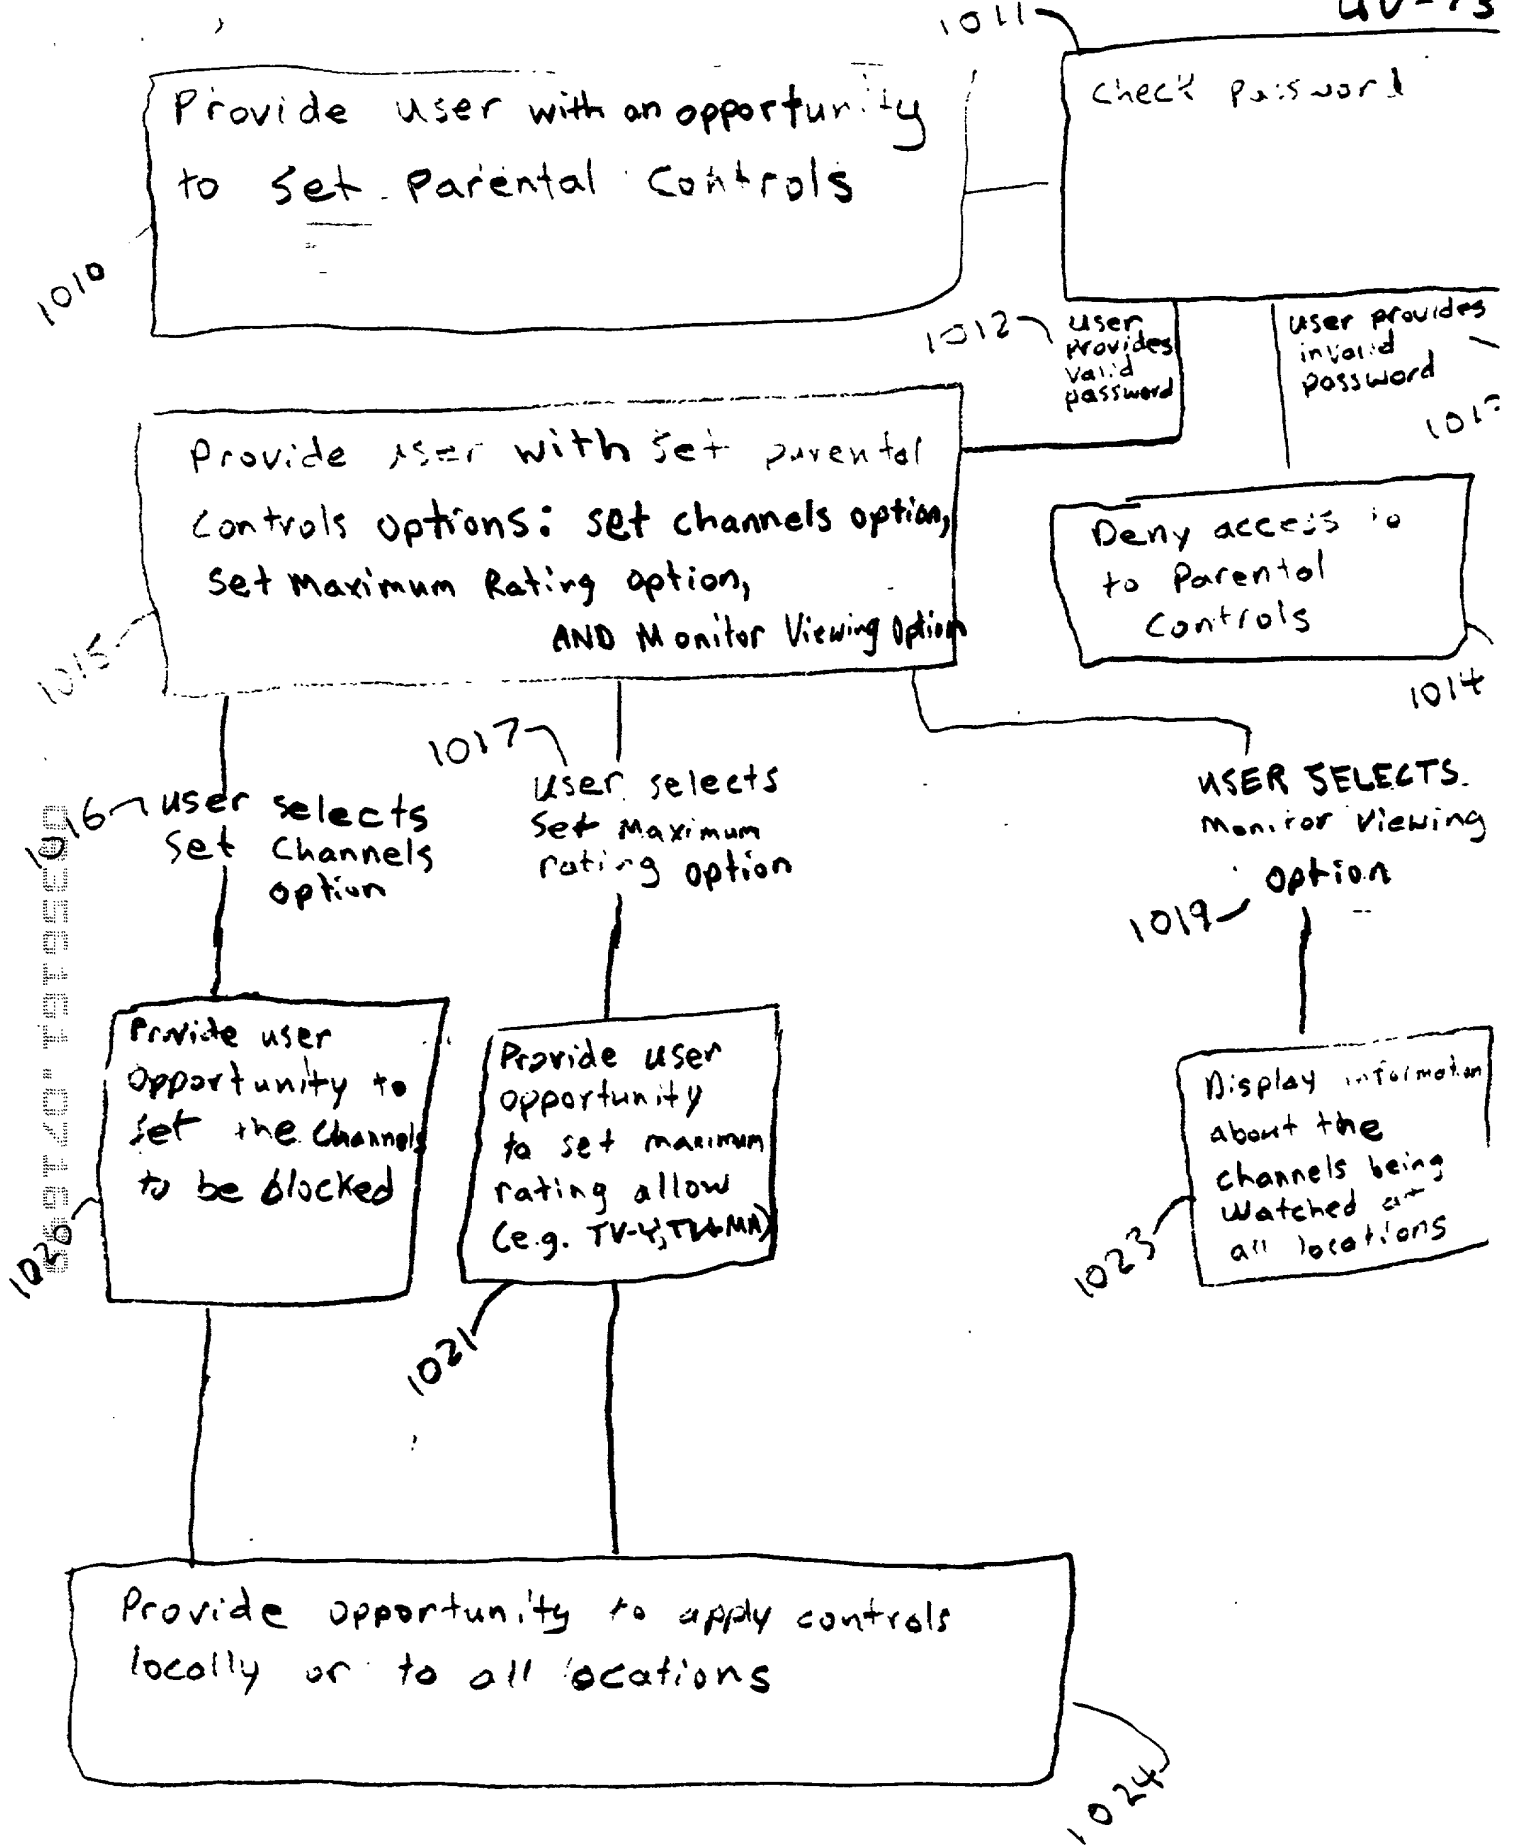 1011
UV-73
Provide user with an opportunity
to set Parental Controls
1010
Check password
1012
user
provides
valid
password
user provides
invalid
password
Provide user with set parental
Controls options: set channels option,
set Maximum Rating option,
AND Monitor Viewing Option
1015
Deny access to
to Parental
Controls
1014
1016
user selects
set Channels
option
1017
user selects
set Maximum
rating option
USER SELECTS
Monitor Viewing
option
1019
Provide user
opportunity to
set the channels
to be blocked
1020
Provide user
opportunity
to set maximum
rating allow
(e.g. TV-Y, TV-MA)
1021
Display information
about the
channels being
watched at
all locations
1023
Provide opportunity to apply controls
locally or to all locations
1024